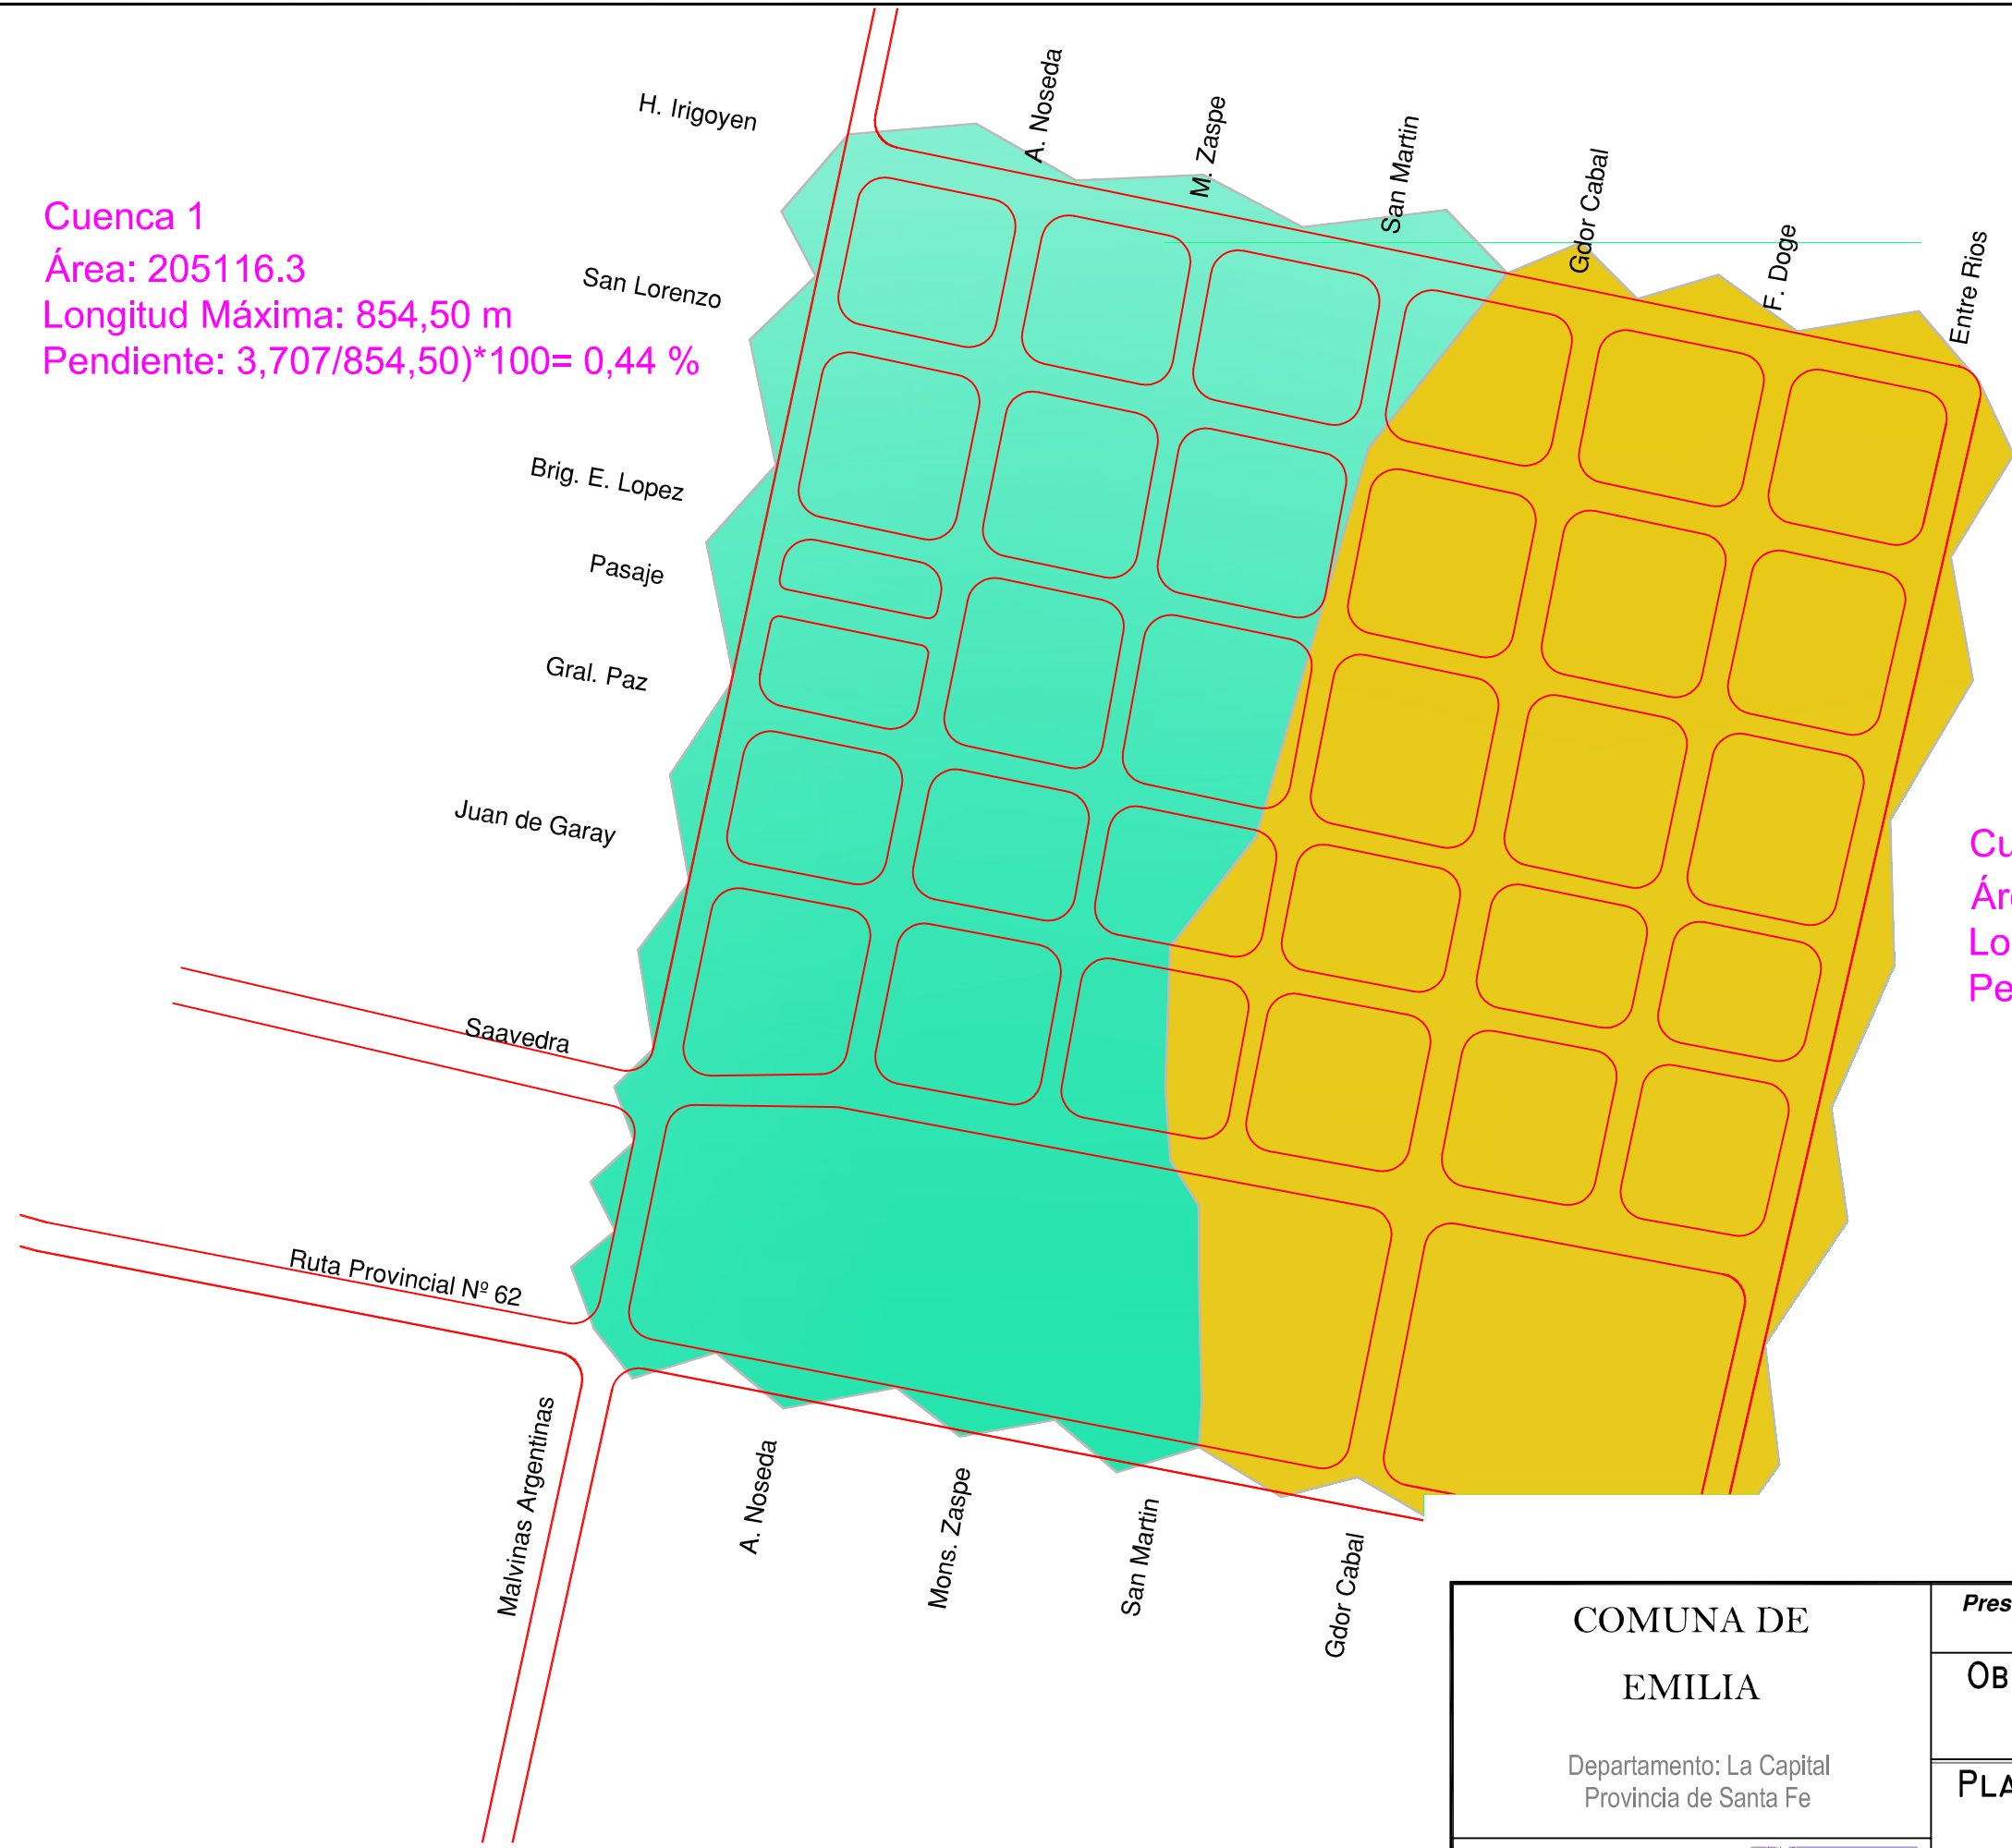 H. Irigoyen
A. Noseda
M. Zaspe
San Martin
Gdor Cabal
F. Doge
Entre Rios
Cuenca 1
Área: 205116.3
Longitud Máxima: 854,50 m
Pendiente: 3,707/854,50)*100= 0,44 %
San Lorenzo
Brig. E. Lopez
Pasaje
Gral. Paz
Juan de Garay
Saavedra
Ruta Provincial Nº 62
Malvinas Argentinas
A. Noseda
Mons. Zaspe
San Martin
Gdor Cabal
COMUNA DE
EMILIA
Departamento: La Capital
Provincia de Santa Fe